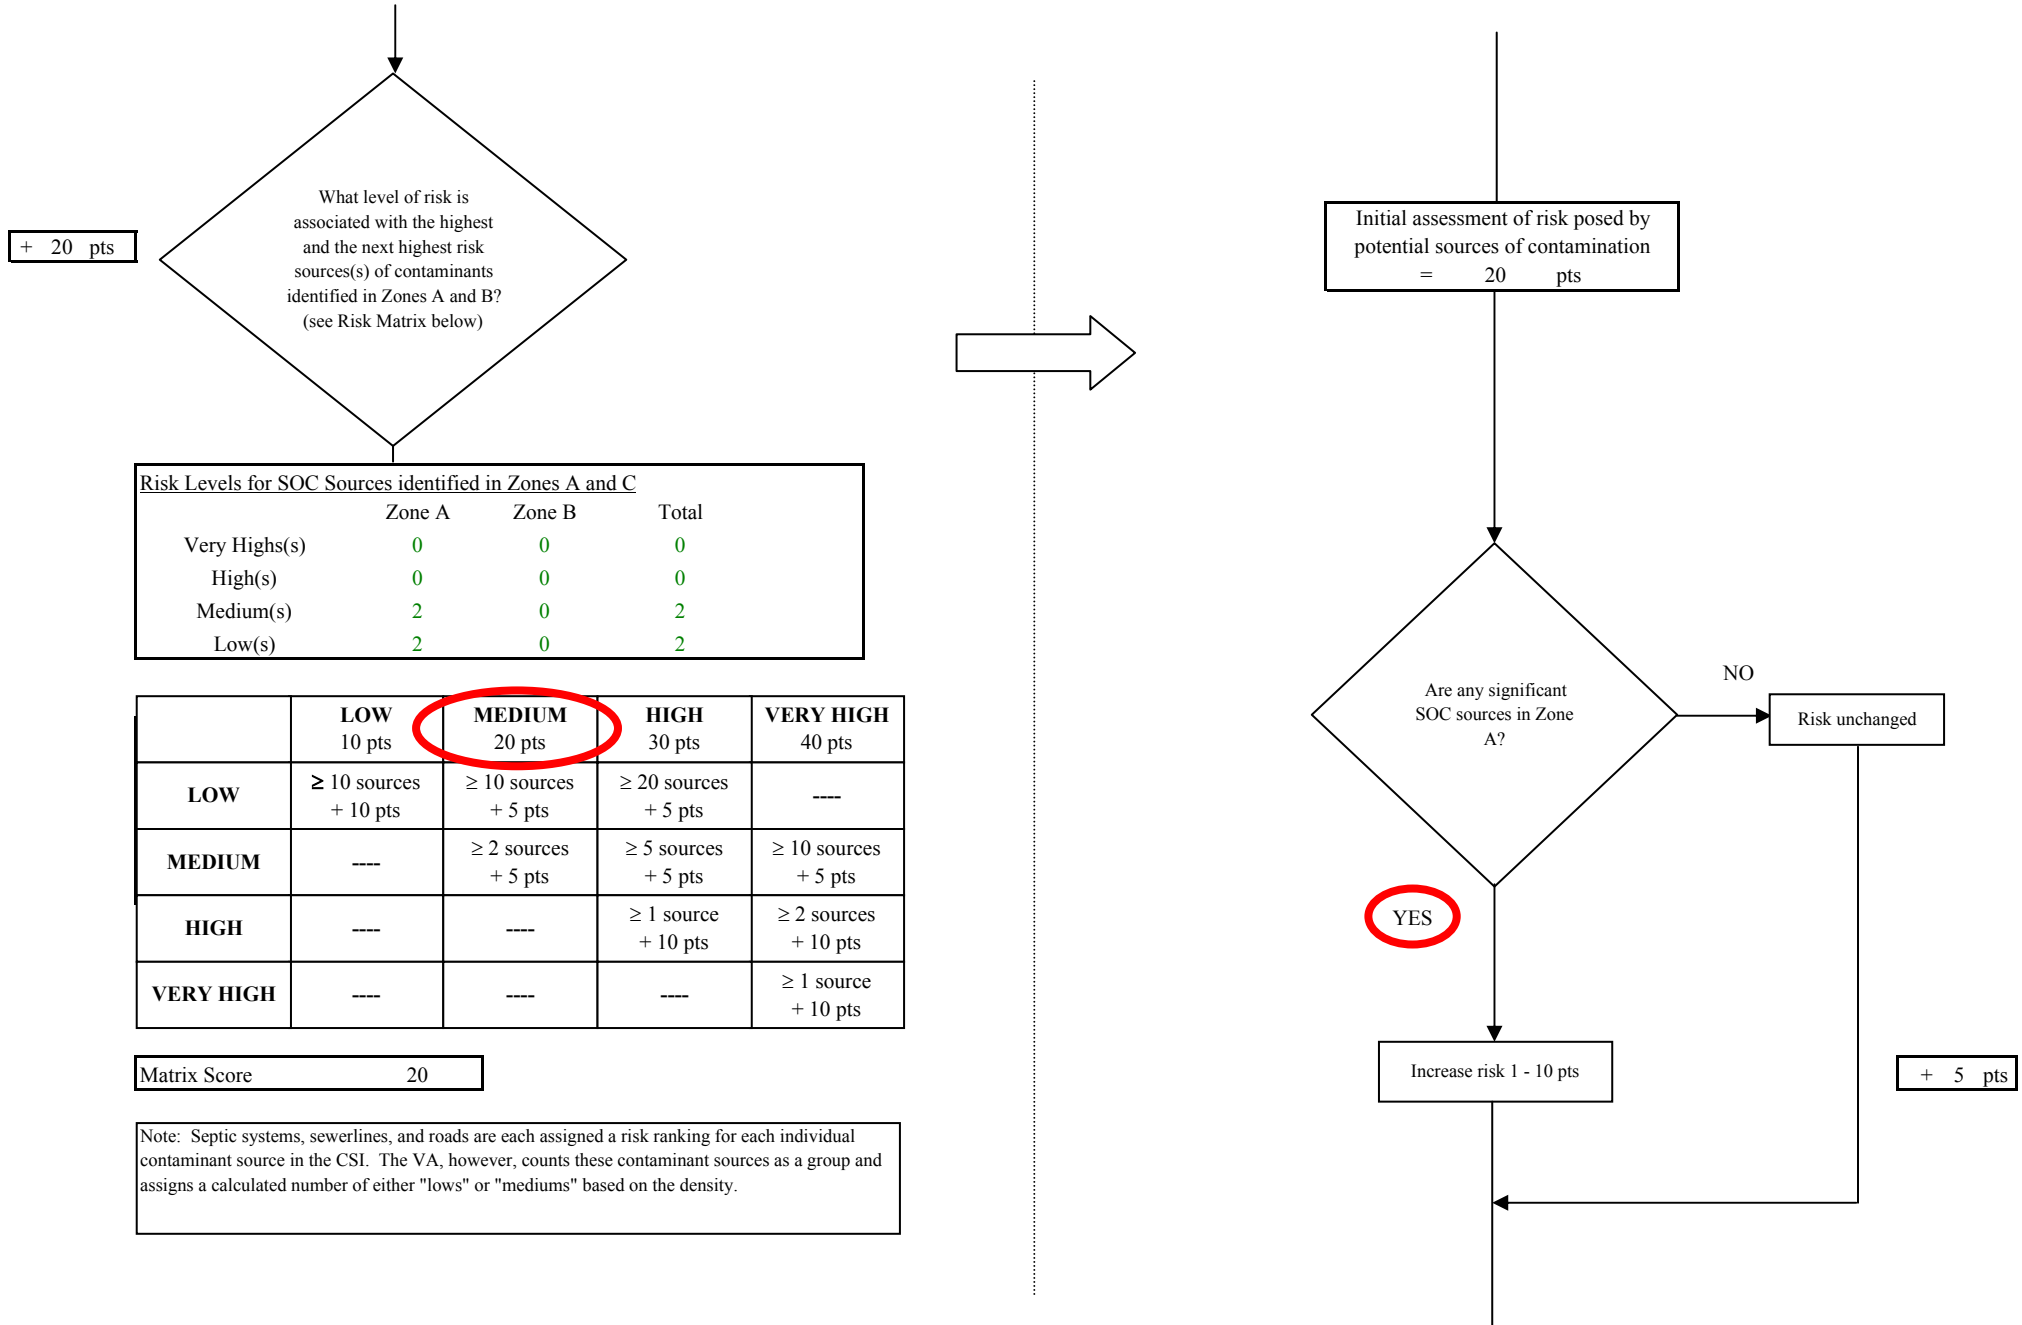 What level of risk is
associated with the highest
and the next highest risk
sources(s) of contaminants
identified in Zones A and B?
(see Risk Matrix below)
+ 20 pts
Risk Levels for SOC Sources identified in Zones A and C
Zone A Zone B Total
Very Highs(s) 0 0 0
High(s) 0 0 0
Medium(s) 2 0 2
Low(s) 2 0 2
LOW MEDIUM HIGH VERY HIGH
10 pts 20 pts 30 pts 40 pts
LOW ≥ 10 sources ≥ 10 sources ≥ 20 sources ----
+ 10 pts + 5 pts + 5 pts
MEDIUM ---- ≥ 2 sources ≥ 5 sources ≥ 10 sources
+ 5 pts + 5 pts + 5 pts
HIGH ---- ---- ≥ 1 source ≥ 2 sources
+ 10 pts + 10 pts
VERY HIGH ---- ---- ---- ≥ 1 source
+ 10 pts
Matrix Score 20
Note:  Septic systems, sewerlines, and roads are each assigned a risk ranking for each individual
contaminant source in the CSI.  The VA, however, counts these contaminant sources as a group and
assigns a calculated number of either "lows" or "mediums" based on the density.
Initial assessment of risk posed by
potential sources of contamination
= 20 pts
Are any significant
SOC sources in Zone
A?
NO
Risk unchanged
YES
Increase risk 1 - 10 pts
+ 5 pts